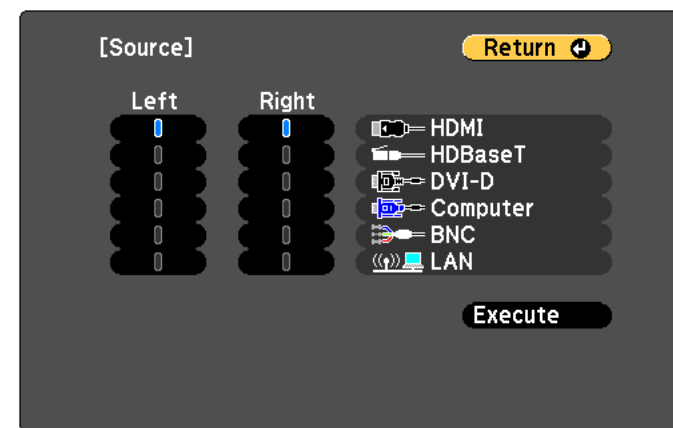 [Source] Return
Left Right
HDMI
HDBaseT
DVI-D
Computer
BNC
LAN
Execute